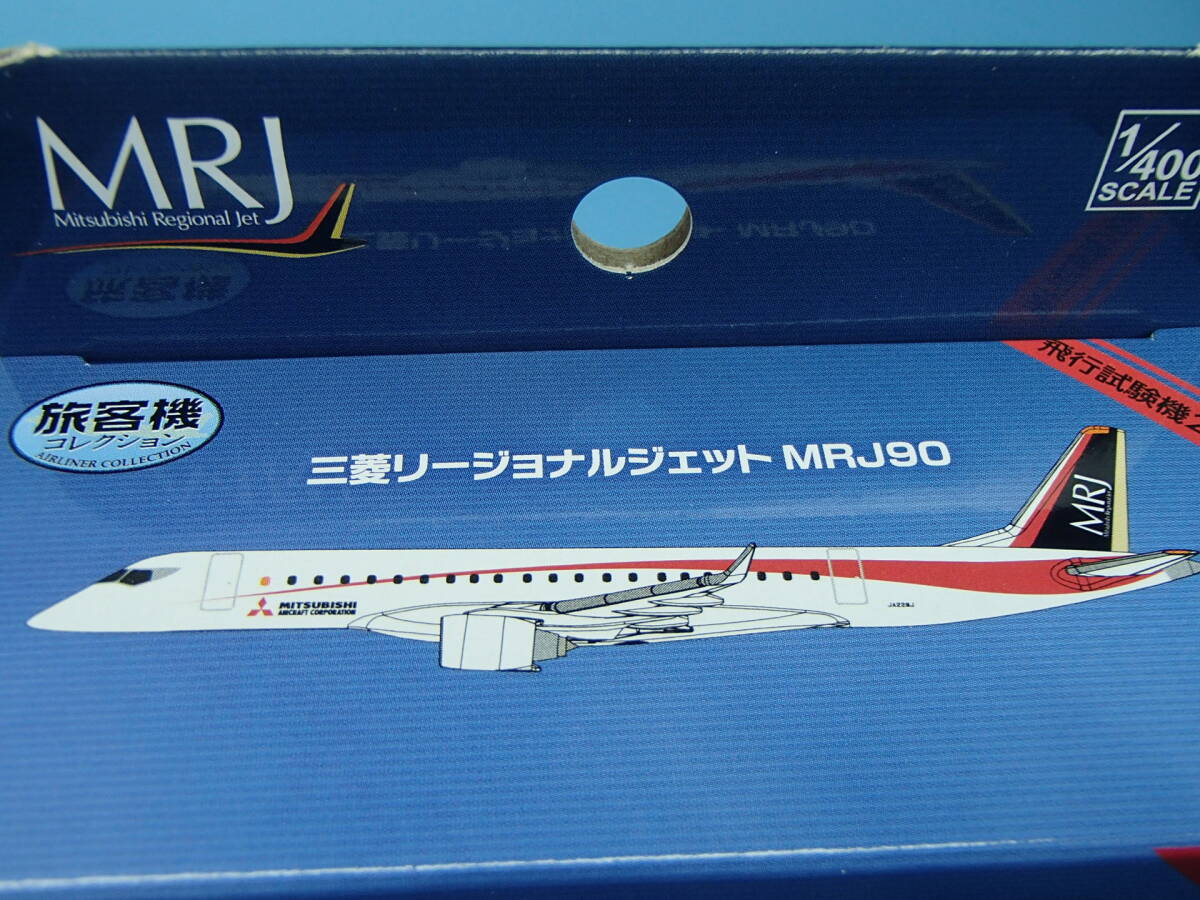 MRJ
Mitsubishi Regional Jet
1/400
SCALE
旅客機
コレクション
AIRLINER COLLECTION
飛行試験機2
三菱リージョナルジェット MRJ90
MRJ
MITSUBISHI
AIRCRAFT CORPORATION
JA22MJ